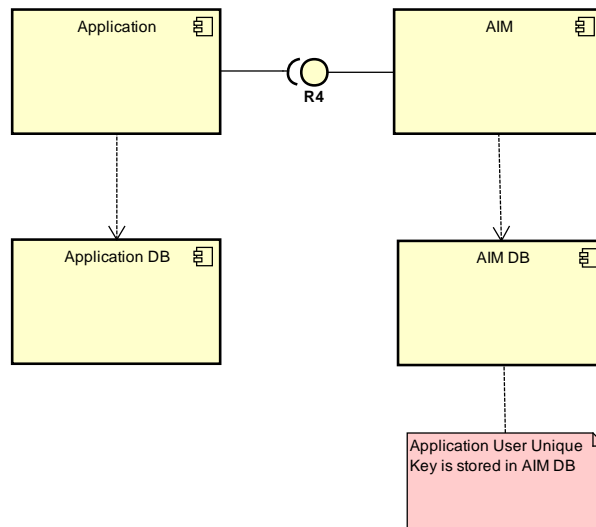 Application
AIM
R4
Application DB
AIM DB
Application User Unique
Key is stored in AIM DB